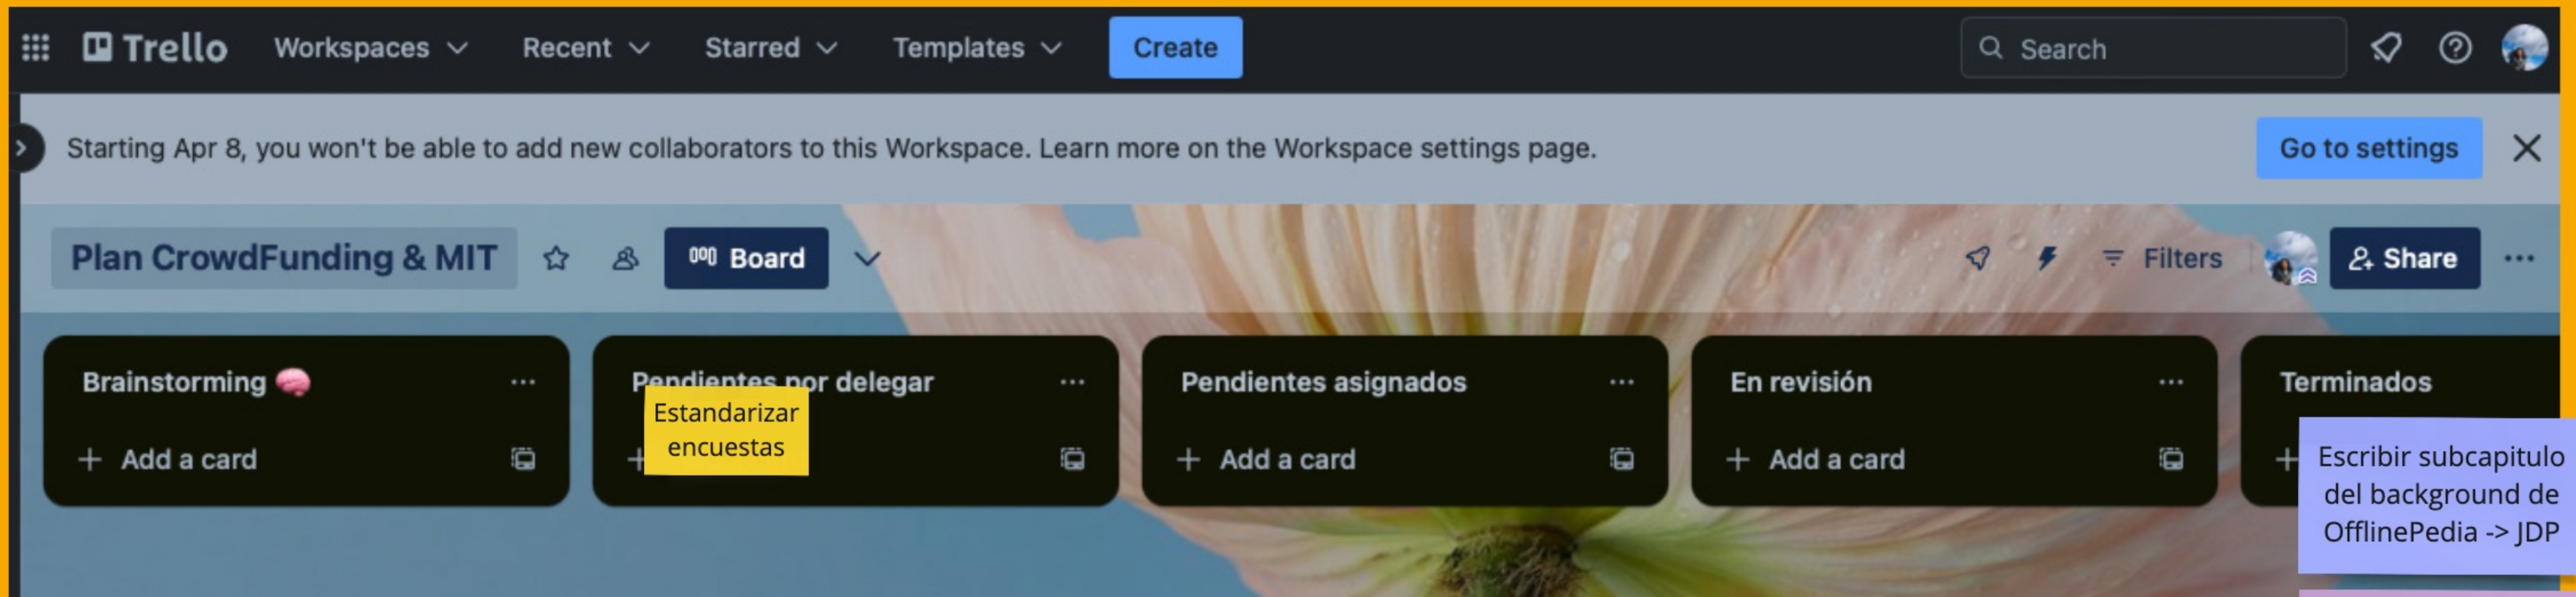 Trello Workspaces Recent Starred Templates Create Search
Starting Apr 8, you won't be able to add new collaborators to this Workspace. Learn more on the Workspace settings page. Go to settings
Plan CrowdFunding & MIT Board Filters Share
Brainstorming
+ Add a card
Pendientes por delegar
Estandarizar
encuestas
+
Pendientes asignados
+ Add a card
En revisión
+ Add a card
Terminados
+
Escribir subcapitulo
del background de
OfflinePedia -> JDP